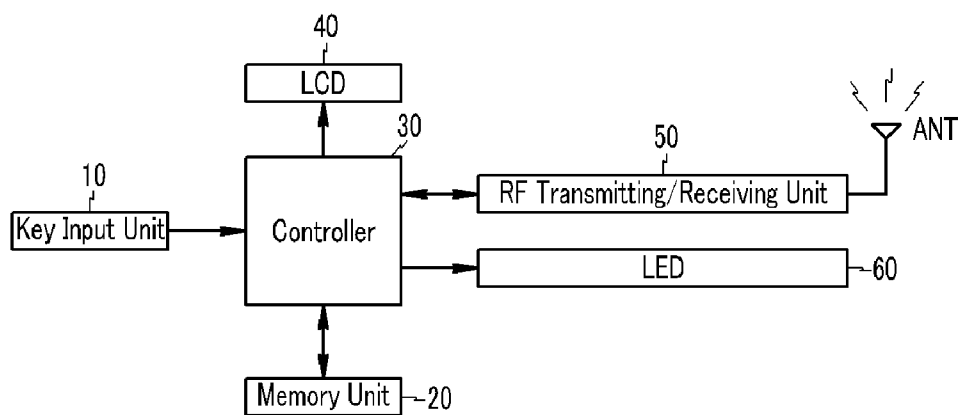 40
LCD
30
ANT
50
10
RF Transmitting/Receiving Unit
Key Input Unit
Controller
LED
60
Memory Unit
20